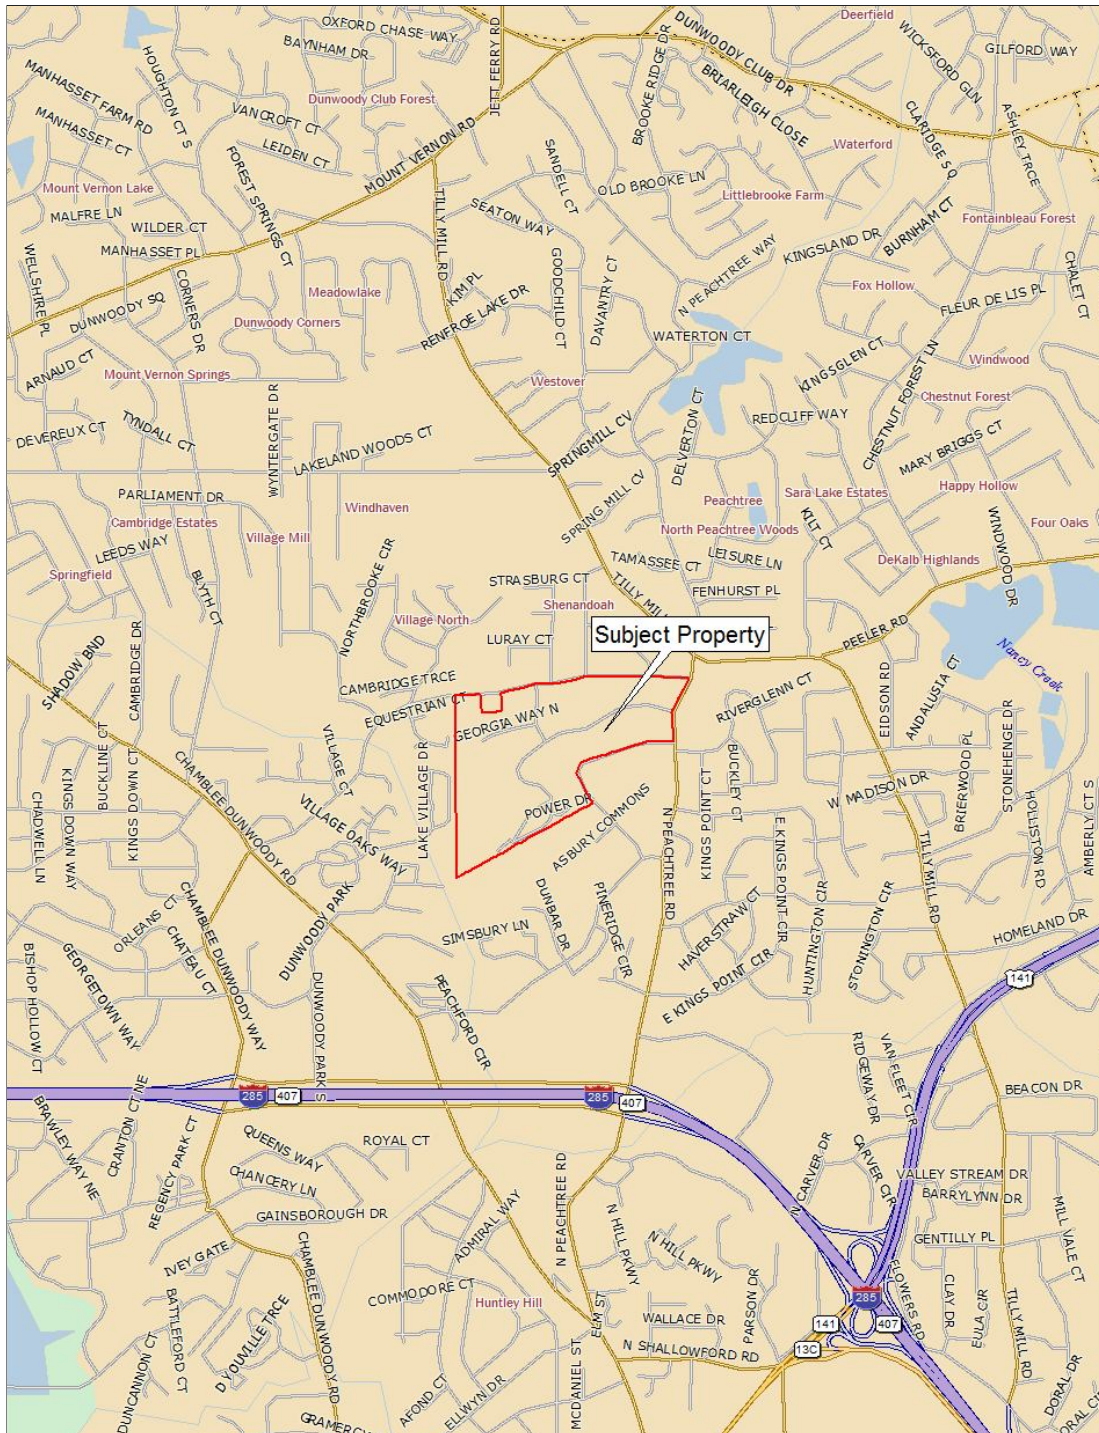 OXFORD CHASE WAY
BAYNHAM DR
HOUGHTON CT S
JETT FERRY RD
DUNWOODY CLUB DR
Deerfield
WICKSFORD GLN
GILFORD WAY
MANHASSET FARM RD
MANHASSET CT
Dunwoody Club Forest
VANCROFT CT
LEIDEN CT
MOUNT VERNON RD
BROOKE RIDGE DR
BRIARLEIGH CLOSE
CLARIDGE SQ
ASHLEY TRCE
Waterford
Mount Vernon Lake
FOREST SPRINGS CT
TILLY MILL RD
SANDELL CT
OLD BROOKE LN
Littlebrooke Farm
MALFRE LN
WILDER CT
MANHASSET PL
SEATON WAY
BURNHAM CT
Fontainbleau Forest
WELLSHIRE PL
CORNERS DR
KINGSLAND DR
N PEACHTREE WAY
CHALET CT
DUNWOODY SQ
Meadowlake
KIM PL
GOODCHILD CT
DAVANTRY CT
Fox Hollow
FLEUR DE LIS PL
Dunwoody Corners
RENFROE LAKE DR
WATERTON CT
ARNAUD CT
Mount Vernon Springs
Westover
KINGSGLEN CT
CHESTNUT FOREST LN
Windwood
Chestnut Forest
WYNTERGATE DR
DELVERTON CT
REDCLIFF WAY
DEVEREUX CT
TYNDALL CT
LAKELAND WOODS CT
SPRINGMILL CV
MARY BRIGGS CT
PARLIAMENT DR
Windhaven
SPRING MILL CV
Peachtree
Sara Lake Estates
Happy Hollow
Cambridge Estates
Village Mill
North Peachtree Woods
KILT CT
WINDWOOD DR
Four Oaks
LEEDS WAY
NORTHBROOKE CIR
TAMASSEE CT
LEISURE LN
DeKalb Highlands
Springfield
BLYTH CT
STRASBURG CT
TILLY MILL
FENHURST PL
Village North
Shenandoah
LURAY CT
Subject Property
PEELER RD
SHADOW BND
CAMBRIDGE DR
CAMBRIDGE TRCE
Nancy Creek
EQUESTRIAN CT
GEORGIA WAY N
RIVERGLENN CT
EIDSON RD
ANDALUSIA CT
BUCKLINE CT
KINGS DOWN CT
CHAMBLEE DUNWOODY RD
VILLAGE CT
LAKE VILLAGE DR
BUCKLEY CT
STONEHENGE DR
BRIERWOOD PL
KINGS DOWN WAY
CHADWELL LN
VILLAGE OAKS WAY
POWER DR
ASBURY COMMONS
N PEACHTREE RD
KINGS POINT CT
W MADISON DR
HOLLISTON RD
AMBERLY CT S
E KINGS POINT CIR
TILLY MILL RD
ORLEANS CT
CHATEAU CT
CHAMBLEE DUNWOODY WAY
DUNWOODY PARK
SIMSBURY LN
DUNBAR DR
PINERIDGE CIR
HAVERSTRAW CT
HUNTINGTON CIR
STONINGTON CIR
HOMELAND DR
BISHOP HOLLOW CT
GEORGETOWN WAY
DUNWOODY PARK S
PEACHFORD CIR
E KINGS POINT CIR
141
RIDGEWAY DR
VAN FLEET CIR
BEACON DR
285
407
285
407
BRAWLEY WAY NE
CRANTON CT NE
REGENCY PARK CT
QUEENS WAY
ROYAL CT
CHANCERY LN
N CARVER DR
CARVER CIR
VALLEY STREAM DR
BARRYLYNN DR
GAINSBOROUGH DR
ADMIRAL WAY
N PEACHTREE RD
N HILL PKWY
N HILL PKWY
GENTILLY PL
MILL VALE CT
IVEY GATE
CHAMBLEE DUNWOODY RD
COMMODORE CT
Huntley Hill
PARSON DR
285
FLOWERS RD
CLAY DR
EULA CIR
TILLY MILL RD
BATTLEFORD CT
D YOUVILLE TRCE
ELM ST
WALLACE DR
141
407
N SHALLOWFORD RD
13C
DUNCANNON CT
MCDANIEL ST
AFOND CT
ELLWYN DR
DORAL DR
DORAL CIR
GRAMERCY